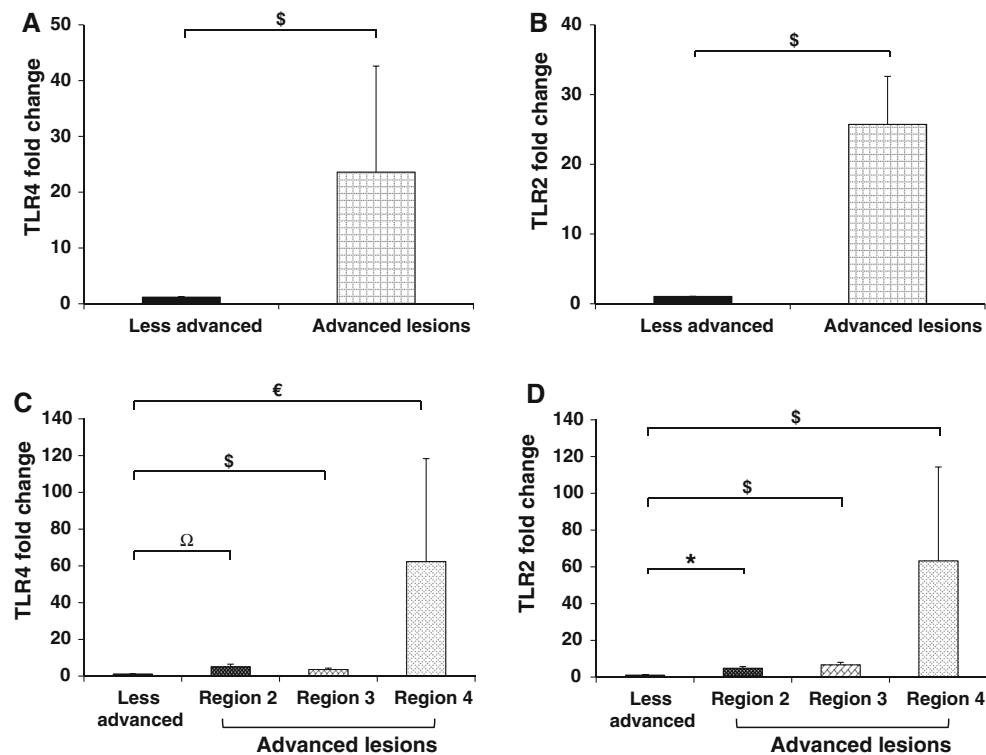 A
TLR4 fold change
50
40
30
20
10
0
$
Less advanced
Advanced lesions
B
TLR2 fold change
40
30
20
10
0
$
Less advanced
Advanced lesions
C
TLR4 fold change
140
120
100
80
60
40
20
0
€
$
Ω
Less advanced
Region 2
Region 3
Region 4
Advanced lesions
D
TLR2 fold change
140
120
100
80
60
40
20
0
$
$
*
Less advanced
Region 2
Region 3
Region 4
Advanced lesions